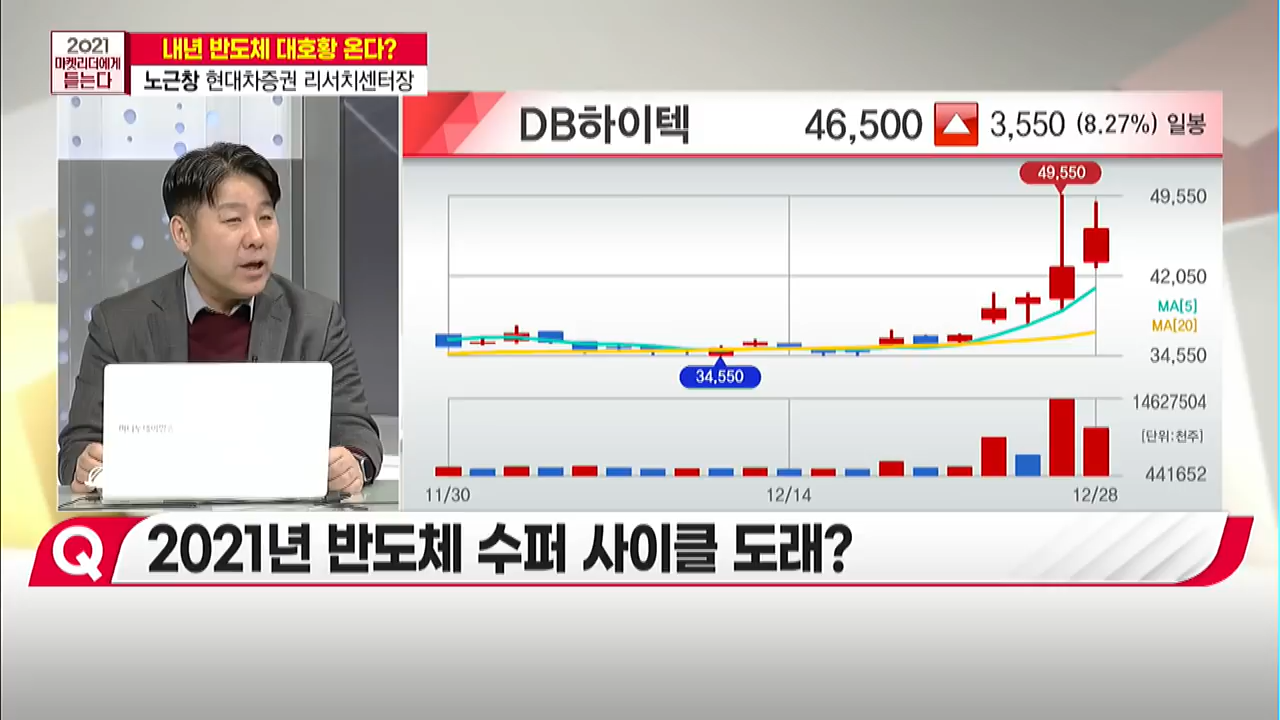 2021
마켓리더에게
듣는다
내년 반도체 대호황 온다?
노근창 현대차증권 리서치센터장
DB하이텍 46,500 3,550 (8.27%) 일봉
49,550
49,550
42,050
MA[5]
MA[20]
34,550
34,550
14627504
[단위:천주]
441652
11/30 12/14 12/28
Q 2021년 반도체 수퍼 사이클 도래?